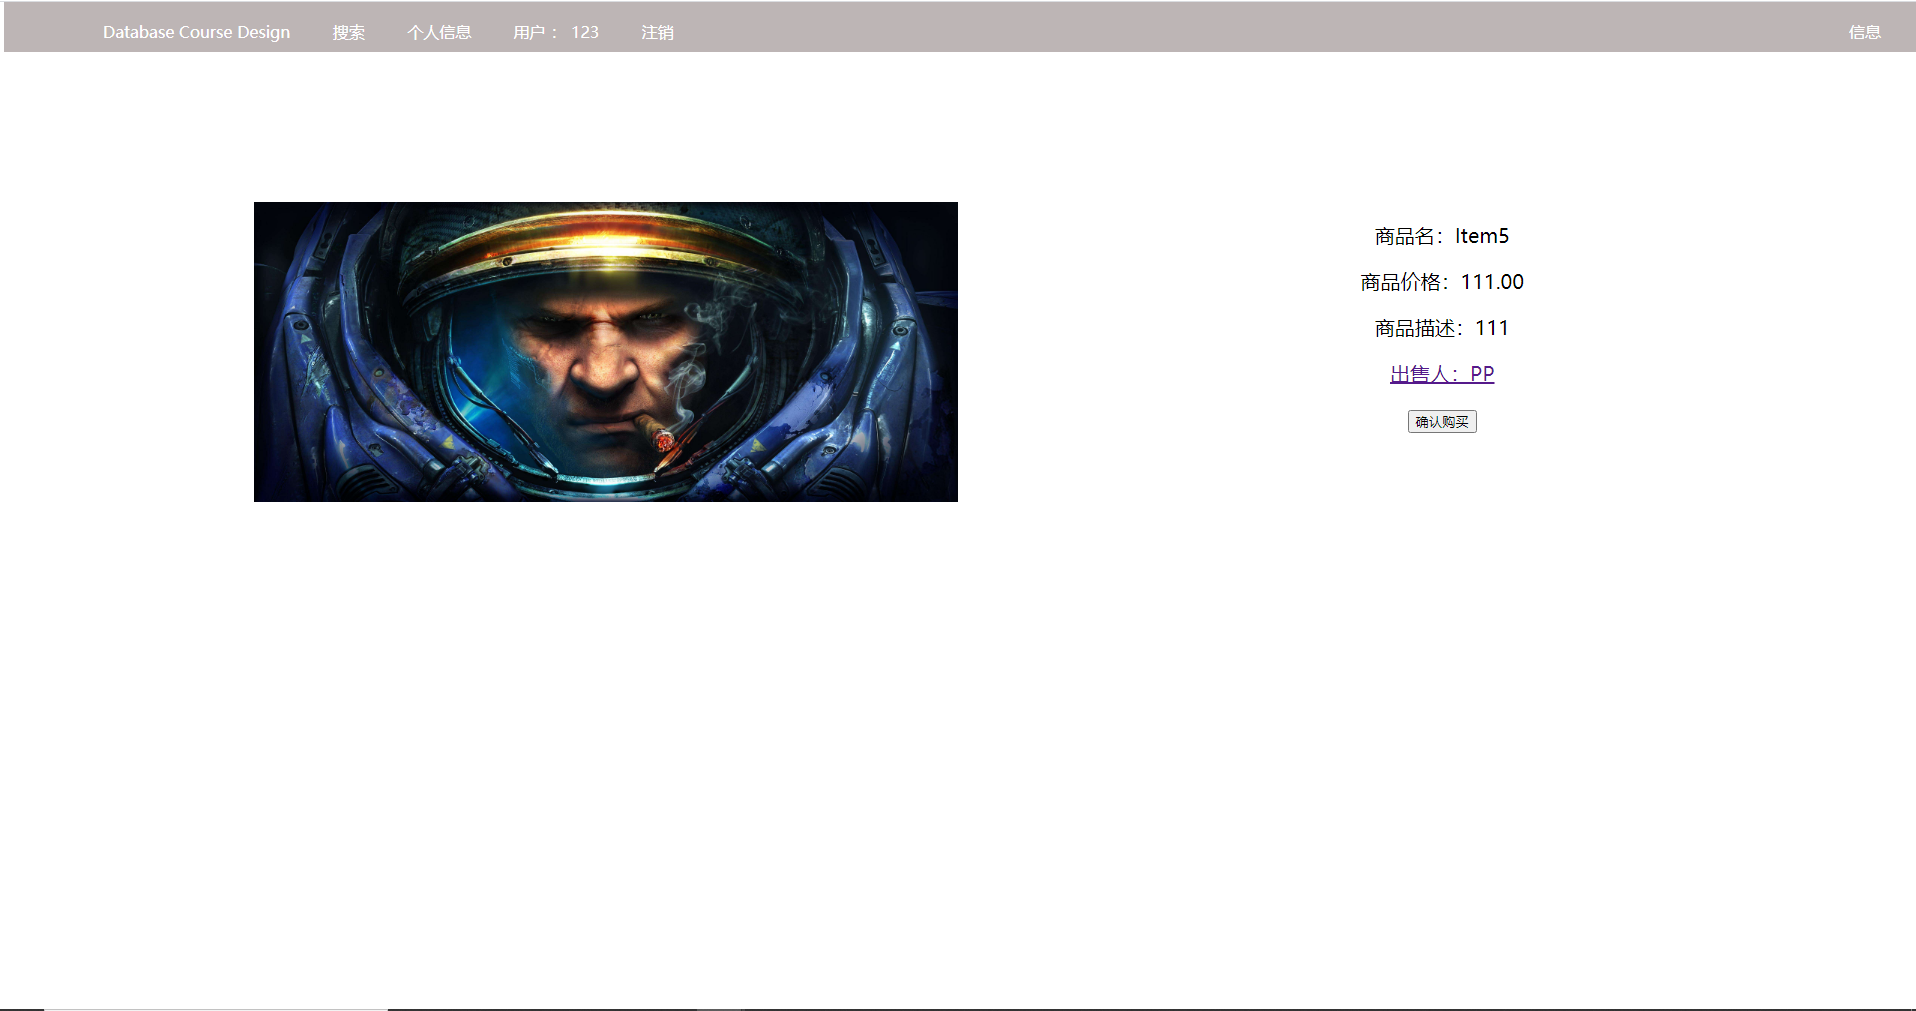 Database Course Design 搜索 个人信息 用户： 123 注销 信息
商品名：Item5
商品价格：111.00
商品描述：111
出售人：PP
确认购买